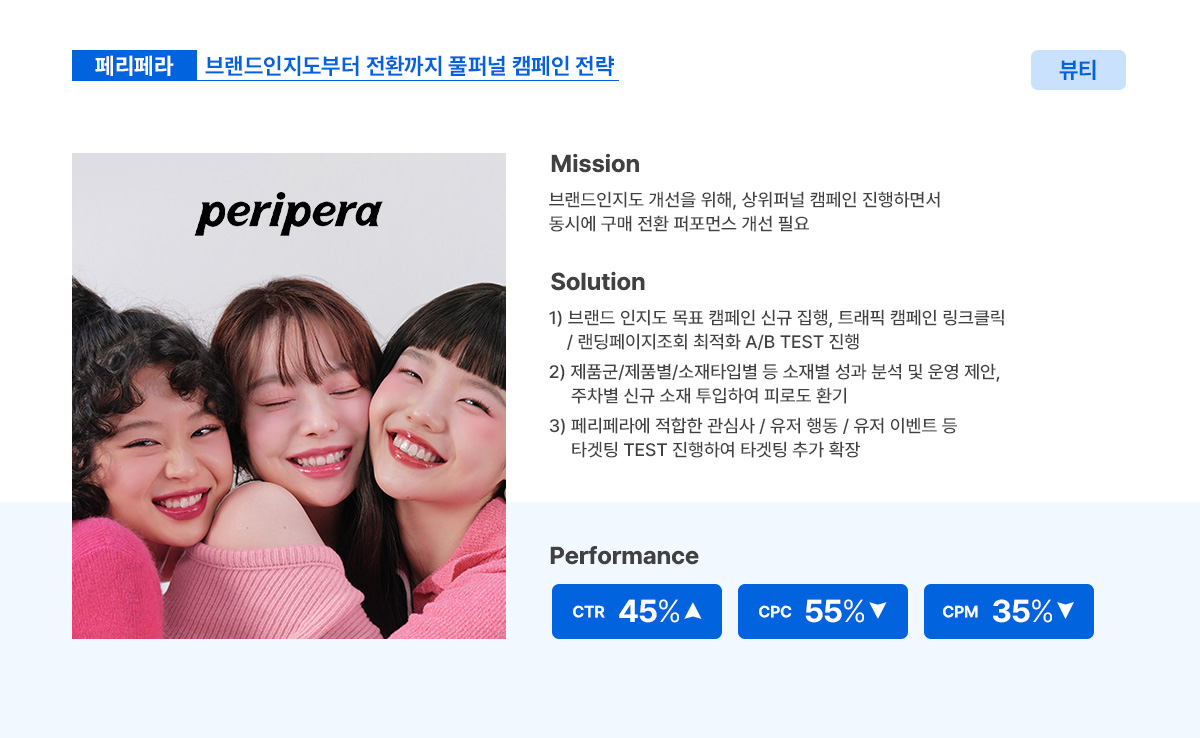 페리페라 브랜드인지도부터 전환까지 풀퍼널 캠페인 전략
뷰티
peripera
Mission
브랜드인지도 개선을 위해, 상위퍼널 캠페인 진행하면서
동시에 구매 전환 퍼포먼스 개선 필요
Solution
1) 브랜드 인지도 목표 캠페인 신규 집행, 트래픽 캠페인 링크클릭
/ 랜딩페이지조회 최적화 A/B TEST 진행
2) 제품군/제품별/소재타입별 등 소재별 성과 분석 및 운영 제안,
주차별 신규 소재 투입하여 피로도 환기
3) 페리페라에 적합한 관심사 / 유저 행동 / 유저 이벤트 등
타겟팅 TEST 진행하여 타겟팅 추가 확장
Performance
CTR 45%▲
CPC 55%▼
CPM 35%▼